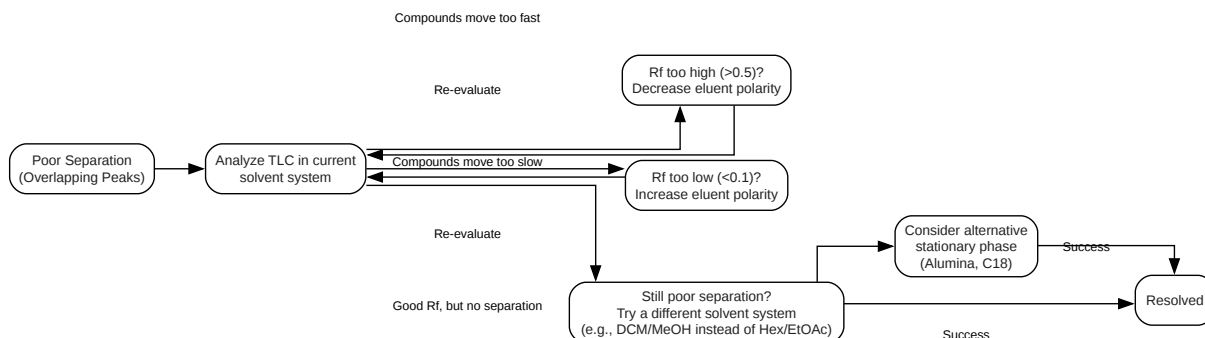 Compounds move too fast
Rf too high (>0.5)?
Decrease eluent polarity
Re-evaluate
Poor Separation
(Overlapping Peaks)
Analyze TLC in current
solvent system
Compounds move too slow
Rf too low (<0.1)?
Increase eluent polarity
Re-evaluate
Consider alternative
stationary phase
(Alumina, C18)
Success
Good Rf, but no separation
Still poor separation?
Try a different solvent system
(e.g., DCM/MeOH instead of Hex/EtOAc)
Resolved
Success